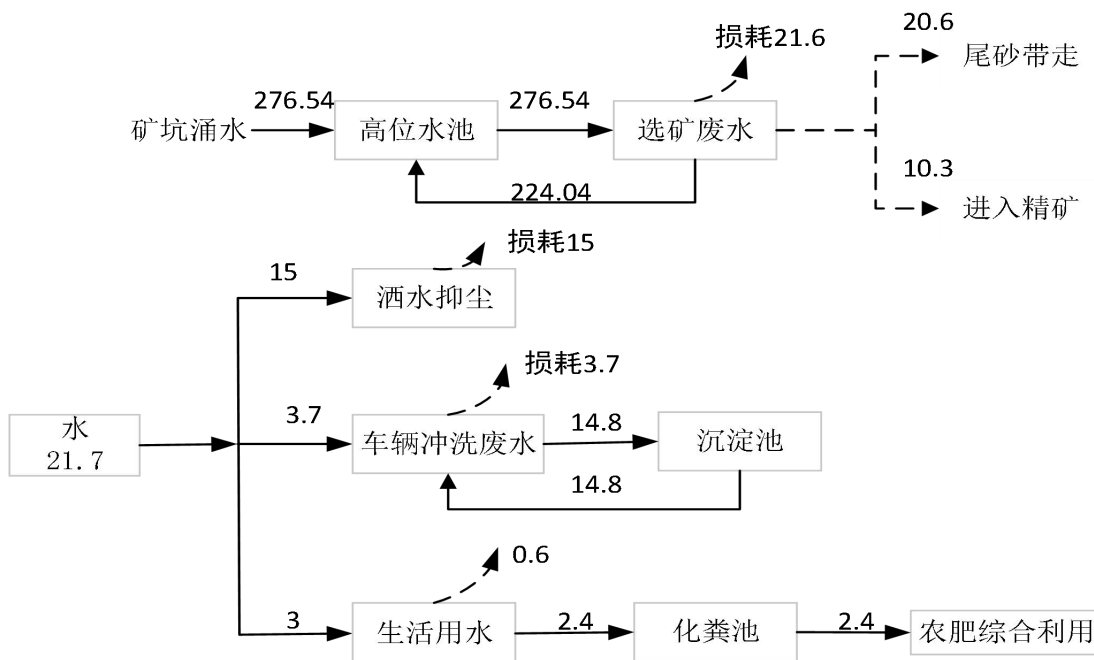 损耗21.6
20.6
尾砂带走
276.54
276.54
矿坑涌水
高位水池
选矿废水
224.04
10.3
进入精矿
损耗15
15
洒水抑尘
损耗3.7
3.7
车辆冲洗废水
14.8
沉淀池
水
21.7
14.8
0.6
3
生活用水
2.4
化粪池
2.4
农肥综合利用